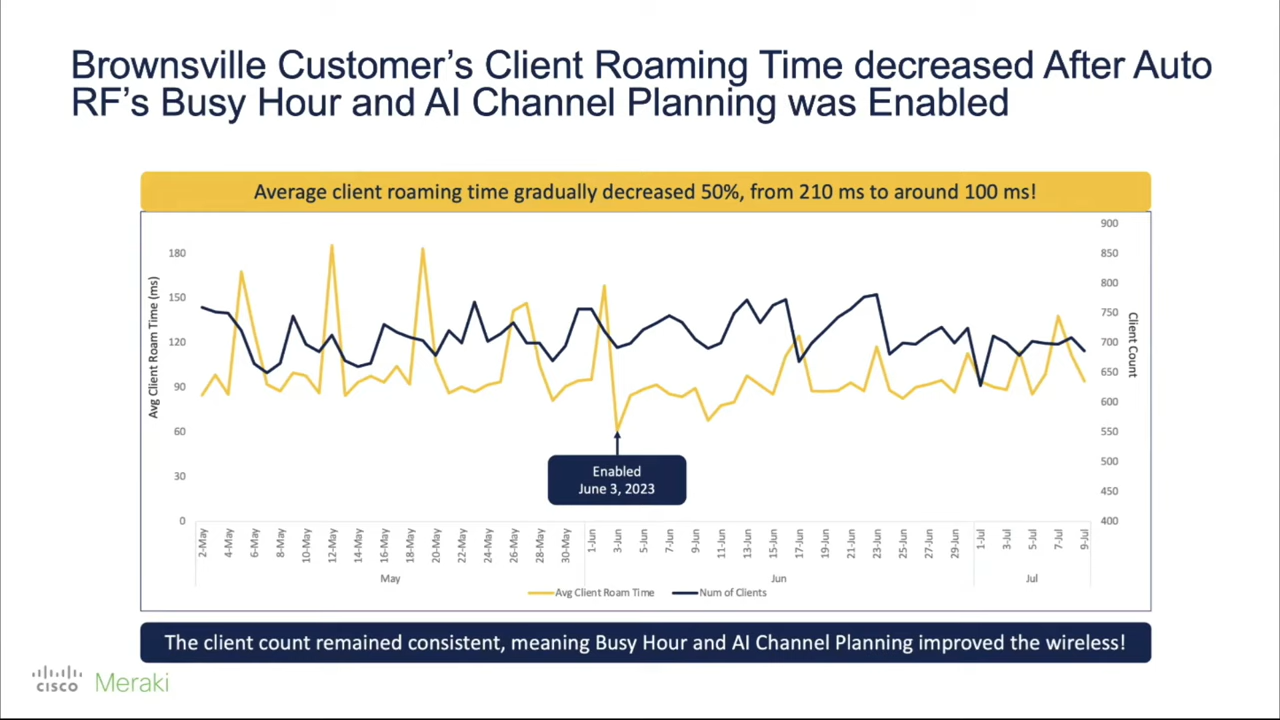 Brownsville Customer's Client Roaming Time decreased After Auto
RF's Busy Hour and AI Channel Planning was Enabled
Average client roaming time gradually decreased 50%, from 210 ms to around 100 ms!
Avg Client Roam Time (ms)
180
150
120
90
60
30
0
900
850
800
750
700
650
600
550
500
450
400
Client Count
Enabled
June 3, 2023
2-May
4-May
6-May
8-May
10-May
12-May
14-May
16-May
18-May
20-May
22-May
24-May
26-May
28-May
30-May
1-Jun
3-Jun
5-Jun
7-Jun
9-Jun
11-Jun
13-Jun
15-Jun
17-Jun
19-Jun
21-Jun
23-Jun
25-Jun
27-Jun
29-Jun
1-Jul
3-Jul
5-Jul
7-Jul
9-Jul
May
Jun
Jul
Avg Client Roam Time
Num of Clients
The client count remained consistent, meaning Busy Hour and AI Channel Planning improved the wireless!
CISCO Meraki